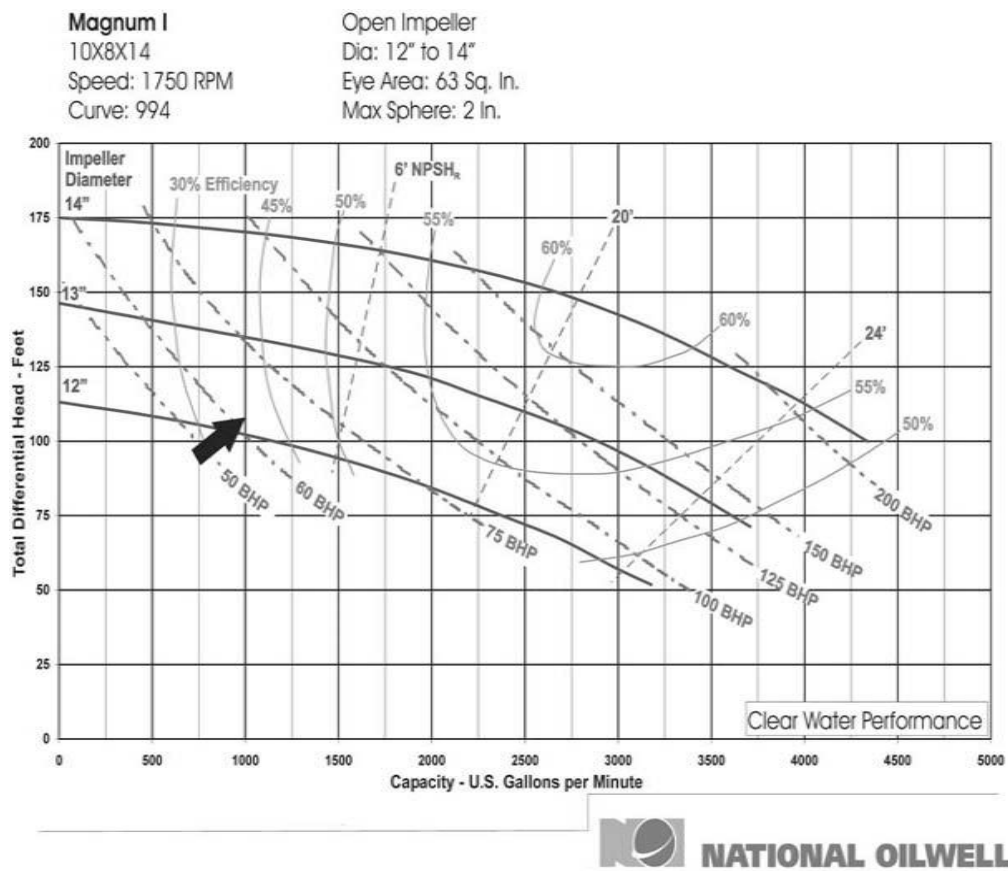 Magnum I
10X8X14
Speed: 1750 RPM
Curve: 994
Open Impeller
Dia: 12" to 14"
Eye Area: 63 Sq. In.
Max Sphere: 2 In.
Total Differential Head - Feet
200
175
150
125
100
75
50
25
0
Impeller
Diameter
14"
13"
12"
30% Efficiency
45%
50%
55%
60%
60%
55%
50%
6' NPSHR
20'
24'
50 BHP
60 BHP
75 BHP
100 BHP
125 BHP
150 BHP
200 BHP
Clear Water Performance
0
500
1000
1500
2000
2500
3000
3500
4000
4500
5000
Capacity - U.S. Gallons per Minute
NATIONAL OILWELL